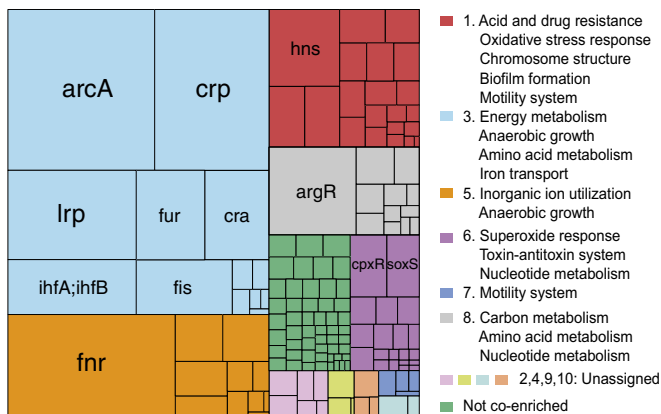 arcA
crp
lrp
fur
cra
ihfA;ihfB
fis
fnr
hns
argR
cpxR
soxS
1. Acid and drug resistance
Oxidative stress response
Chromosome structure
Biofilm formation
Motility system
3. Energy metabolism
Anaerobic growth
Amino acid metabolism
Iron transport
5. Inorganic ion utilization
Anaerobic growth
6. Superoxide response
Toxin-antitoxin system
Nucleotide metabolism
7. Motility system
8. Carbon metabolism
Amino acid metabolism
Nucleotide metabolism
2,4,9,10: Unassigned
Not co-enriched